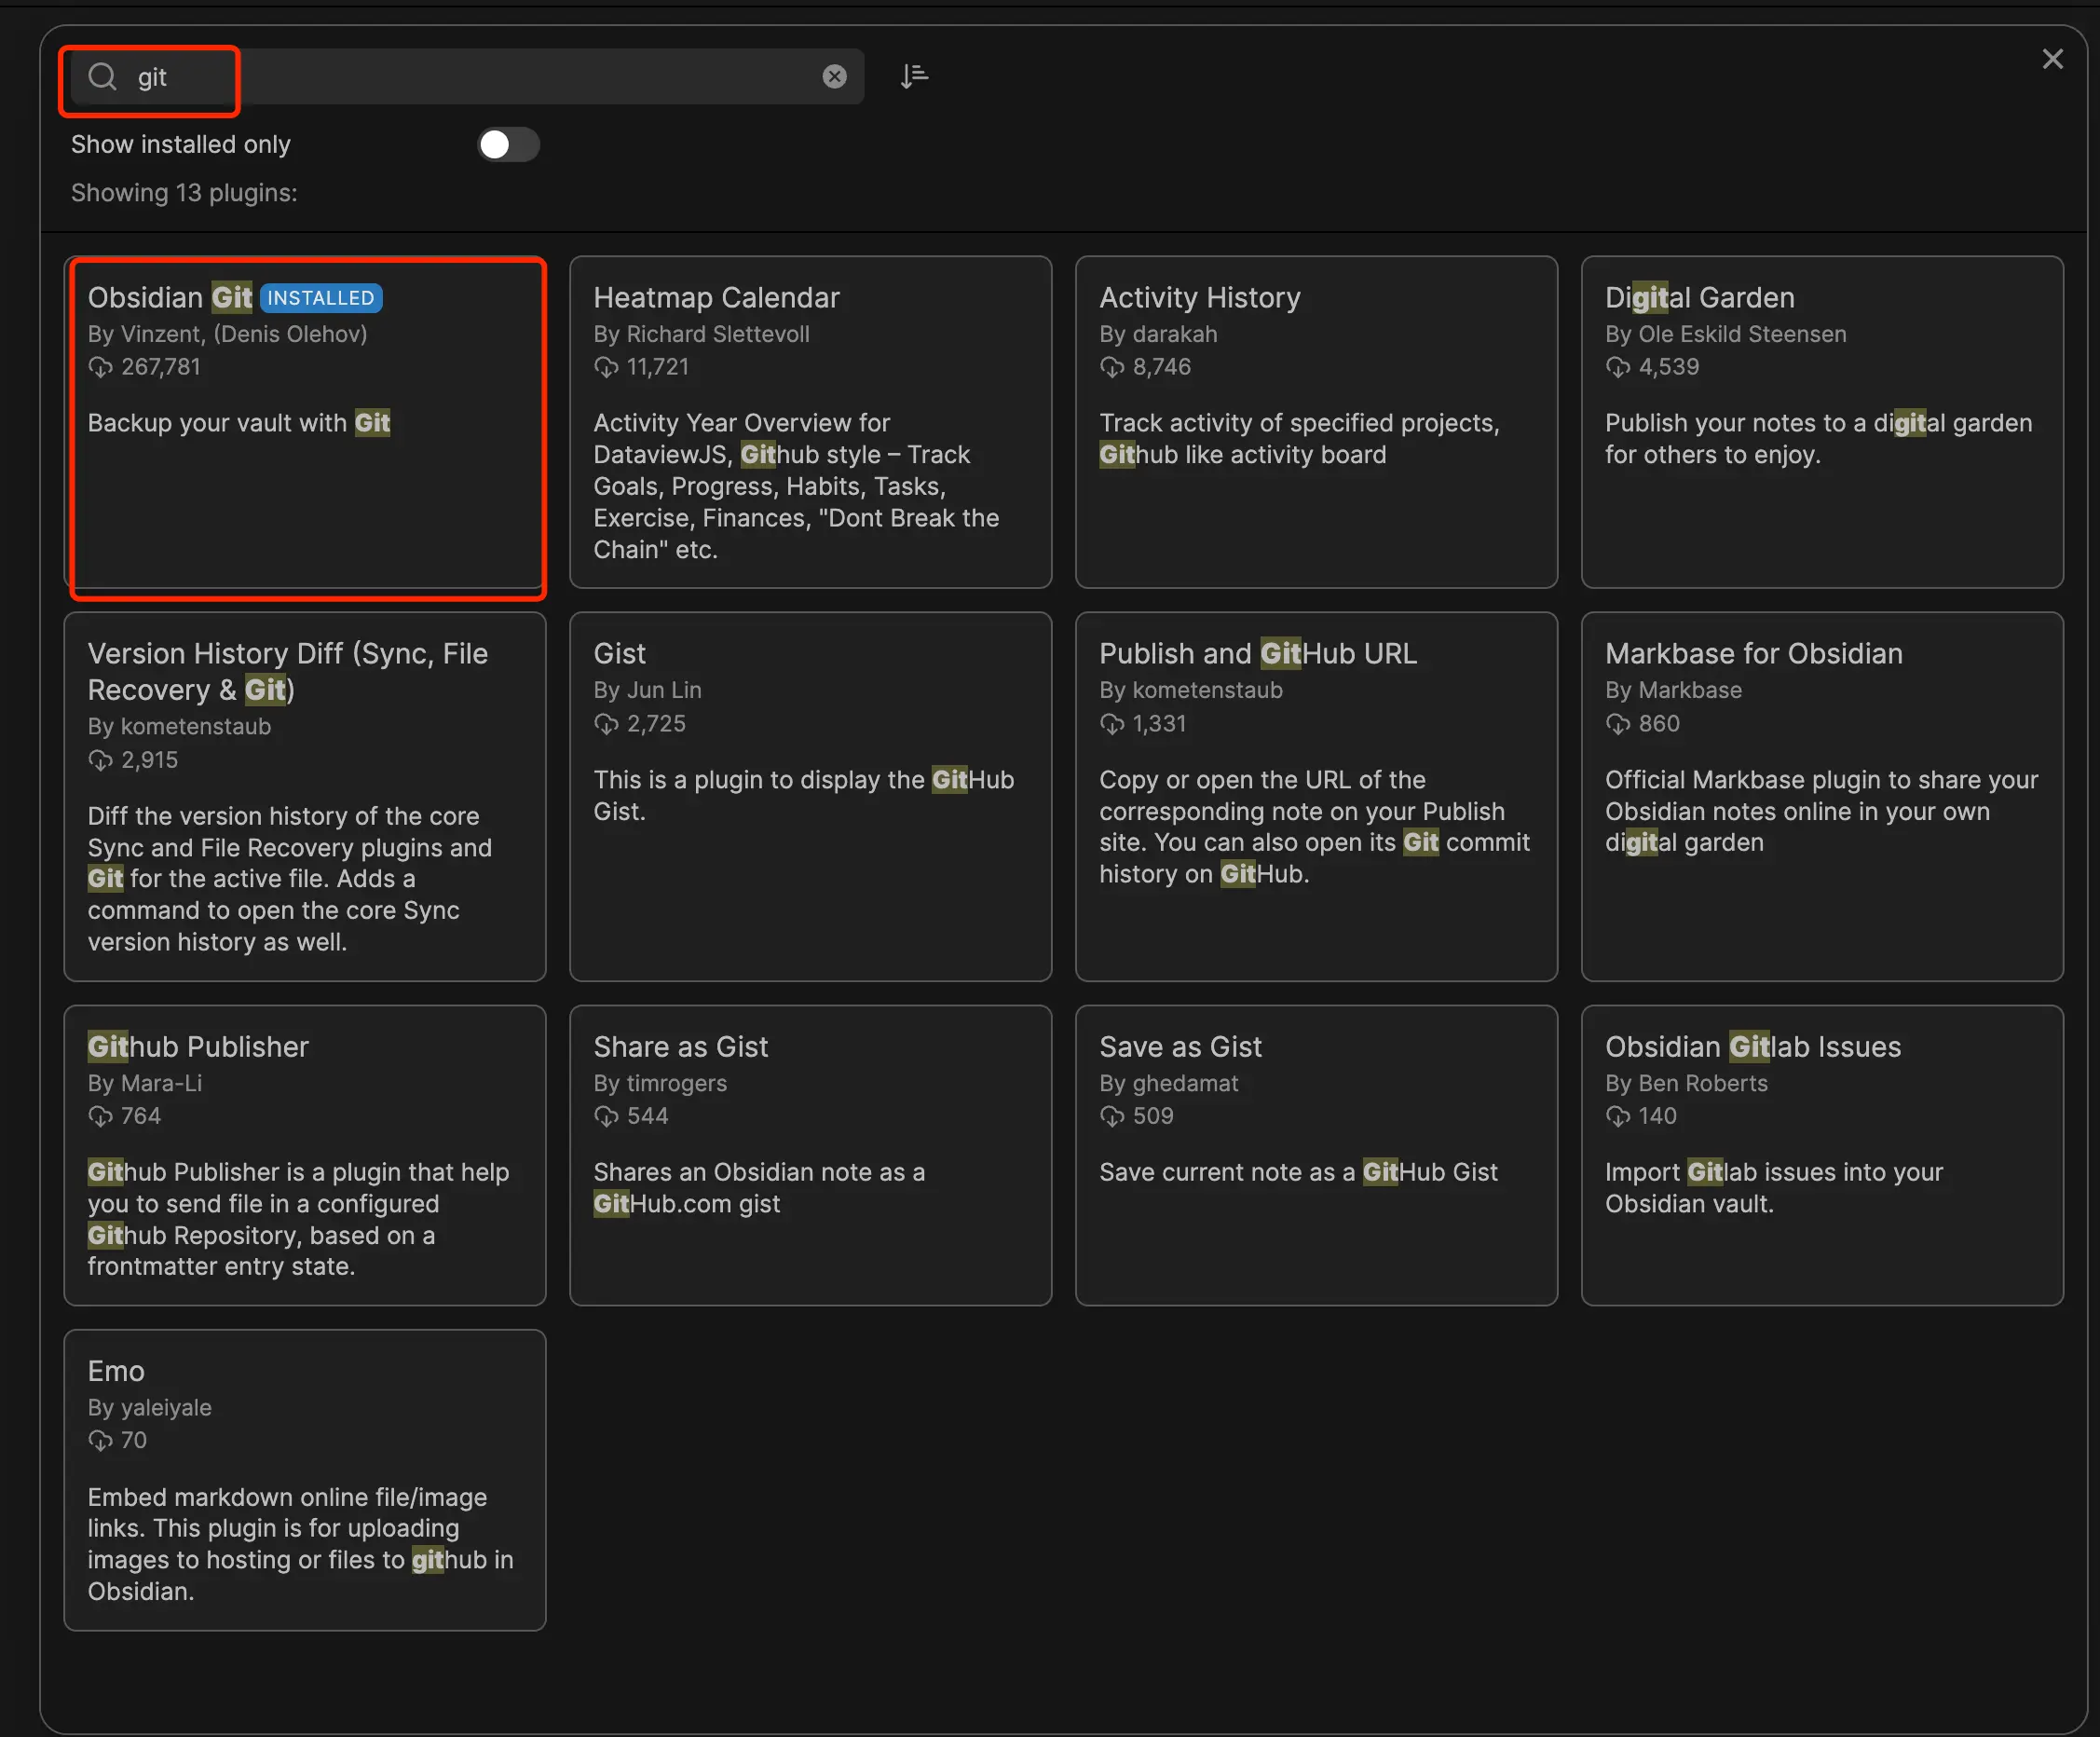 git
Show installed only
Showing 13 plugins:
Obsidian Git INSTALLED
By Vinzent, (Denis Olehov)
267,781
Backup your vault with Git
Heatmap Calendar
By Richard Slettevoll
11,721
Activity Year Overview for
DataviewJS, Github style – Track
Goals, Progress, Habits, Tasks,
Exercise, Finances, "Dont Break the
Chain" etc.
Activity History
By darakah
8,746
Track activity of specified projects,
Github like activity board
Digital Garden
By Ole Eskild Steensen
4,539
Publish your notes to a digital garden
for others to enjoy.
Version History Diff (Sync, File
Recovery & Git)
By kometenstaub
2,915
Diff the version history of the core
Sync and File Recovery plugins and
Git for the active file. Adds a
command to open the core Sync
version history as well.
Gist
By Jun Lin
2,725
This is a plugin to display the GitHub
Gist.
Publish and GitHub URL
By kometenstaub
1,331
Copy or open the URL of the
corresponding note on your Publish
site. You can also open its Git commit
history on GitHub.
Markbase for Obsidian
By Markbase
860
Official Markbase plugin to share your
Obsidian notes online in your own
digital garden
Github Publisher
By Mara-Li
764
Github Publisher is a plugin that help
you to send file in a configured
Github Repository, based on a
frontmatter entry state.
Share as Gist
By timrogers
544
Shares an Obsidian note as a
GitHub.com gist
Save as Gist
By ghedamat
509
Save current note as a GitHub Gist
Obsidian Gitlab Issues
By Ben Roberts
140
Import Gitlab issues into your
Obsidian vault.
Emo
By yaleiyale
70
Embed markdown online file/image
links. This plugin is for uploading
images to hosting or files to github in
Obsidian.